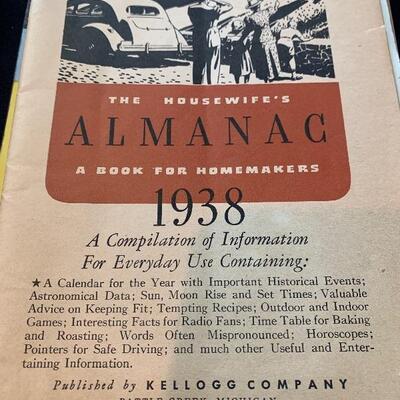 THE HOUSEWIFE'S
ALMANAC
A BOOK FOR HOMEMAKERS
1938
A Compilation of Information
For Everyday Use Containing:
★A Calendar for the Year with Important Historical Events;
Astronomical Data; Sun, Moon Rise and Set Times; Valuable
Advice on Keeping Fit; Tempting Recipes; Outdoor and Indoor
Games; Interesting Facts for Radio Fans; Time Table for Baking
and Roasting; Words Often Mispronounced; Horoscopes;
Pointers for Safe Driving; and much other Useful and Enter-
taining Information.
Published by KELLOGG COMPANY
BATTLE CREEK, MICHIGAN